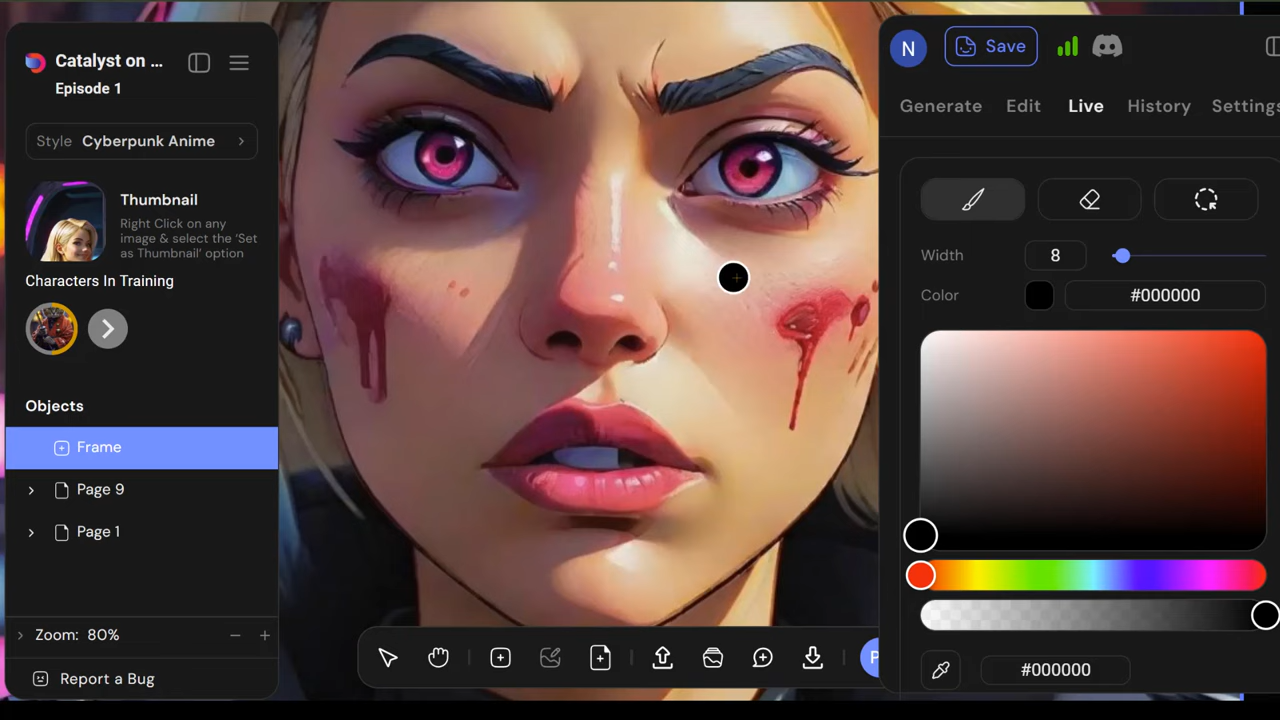 Catalyst on ...
Episode 1
Style Cyberpunk Anime
Thumbnail
Right Click on any
image & select the 'Set
as Thumbnail' option
Characters In Training
Objects
Frame
Page 9
Page 1
Zoom: 80%
Report a Bug
N
Save
Generate Edit Live History Settings
Width 8
Color #000000
#000000